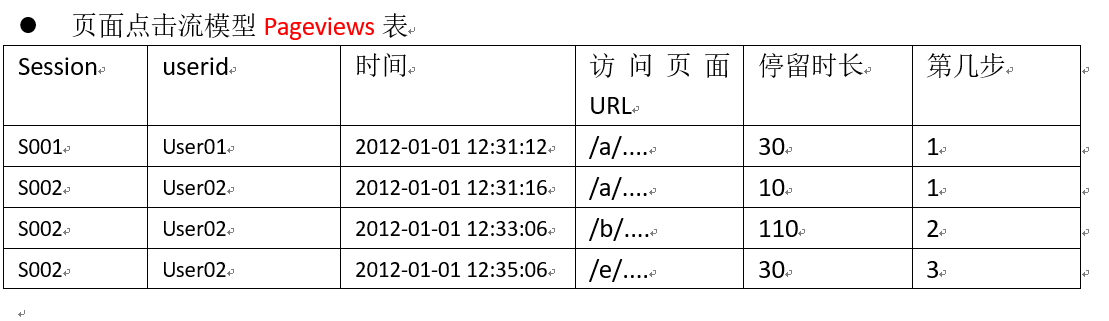 ● 页面点击流模型 Pageviews 表
Session userid 时间 访问页面 停留时长 第几步
URL
S001 User01 2012-01-01 12:31:12 /a/.... 30 1
S002 User02 2012-01-01 12:31:16 /a/.... 10 1
S002 User02 2012-01-01 12:33:06 /b/.... 110 2
S002 User02 2012-01-01 12:35:06 /e/.... 30 3